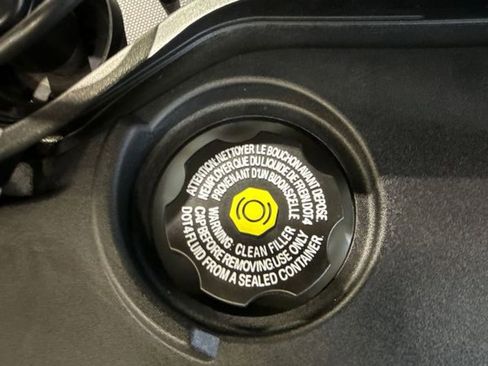 ATTENTION: NETTOYER LE BOUCHON AVANT DEPOSE
N'EMPLOYER QUE DU LIQUIDE DE FREIN DOT4
PROVENANT D'UN BIDON SCELLE
WARNING. CLEAN FILLER
CAP BEFORE REMOVING USE ONLY
DOT4 FLUID FROM A SEALED CONTAINER.